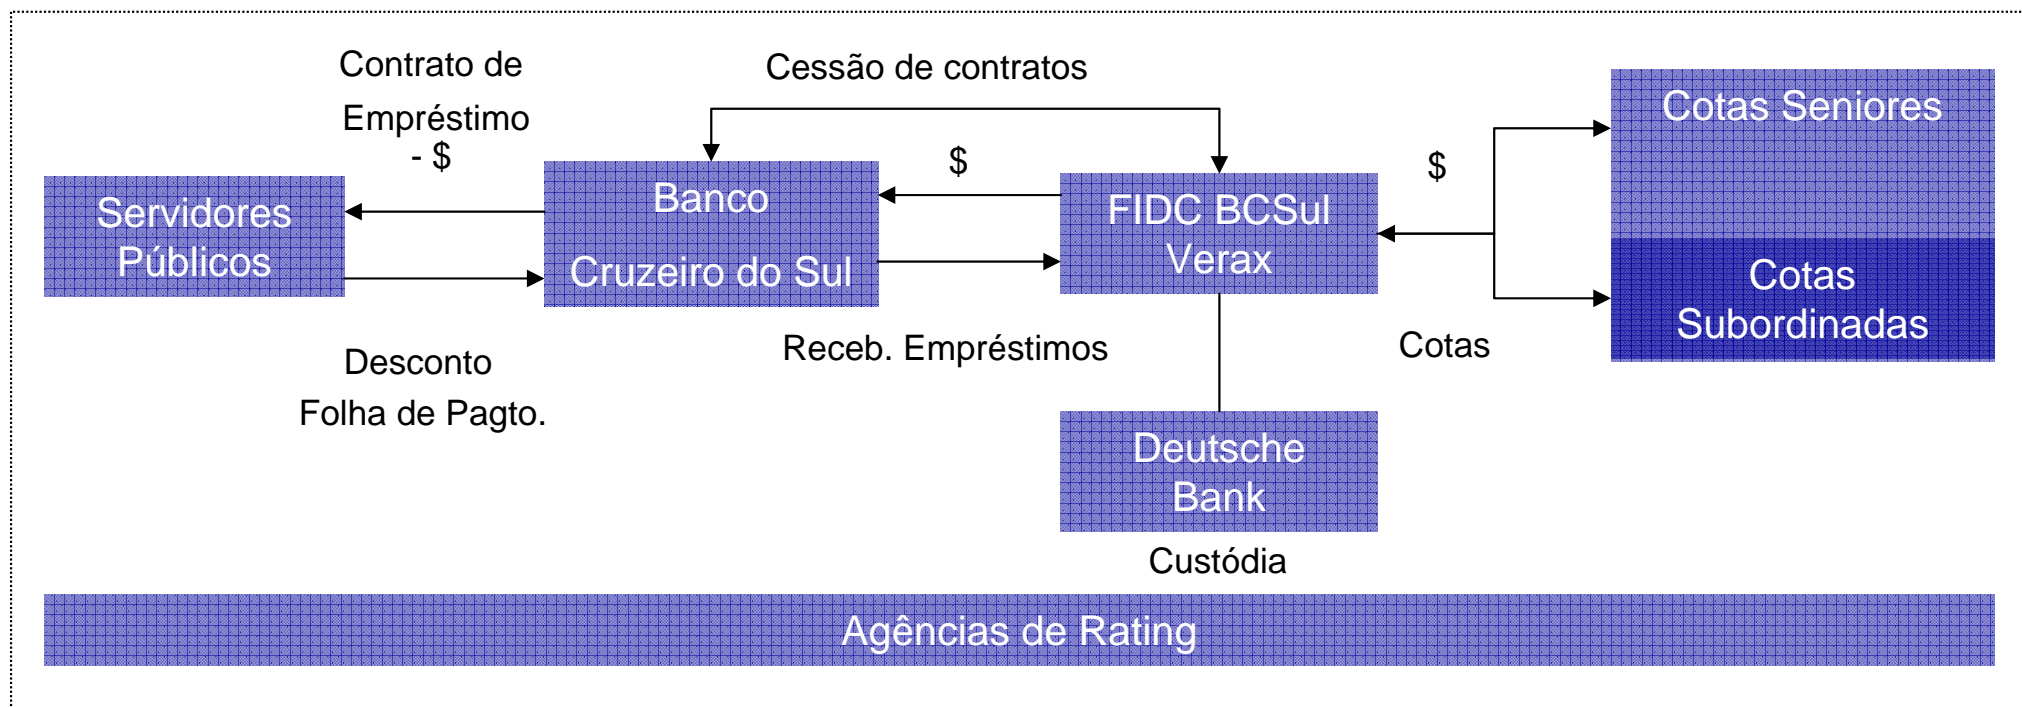 Contrato de
Empréstimo
- $
Cessão de contratos
Servidores
Públicos
Banco
Cruzeiro do Sul
$
FIDC BCSul
Verax
$
Cotas Seniores
Cotas
Subordinadas
Desconto
Folha de Pagto.
Receb. Empréstimos
Cotas
Deutsche
Bank
Custódia
Agências de Rating